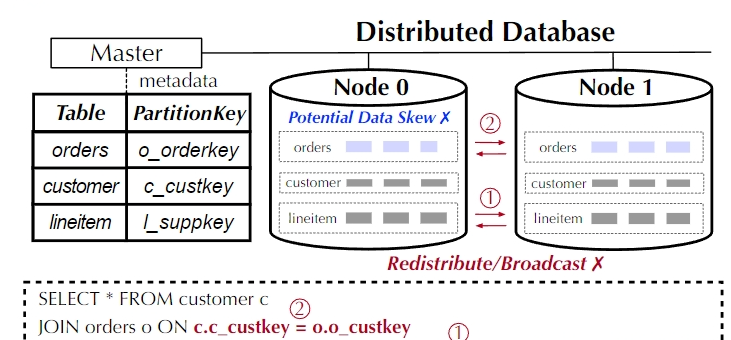 Distributed Database
Master
metadata
Table PartitionKey
orders o_orderkey
customer c_custkey
lineitem l_suppkey
Node 0
Potential Data Skew ✗
orders
customer
lineitem
②
①
Node 1
orders
customer
lineitem
Redistribute/Broadcast ✗
SELECT * FROM customer c
②
JOIN orders o ON c.c_custkey = o.o_custkey
①